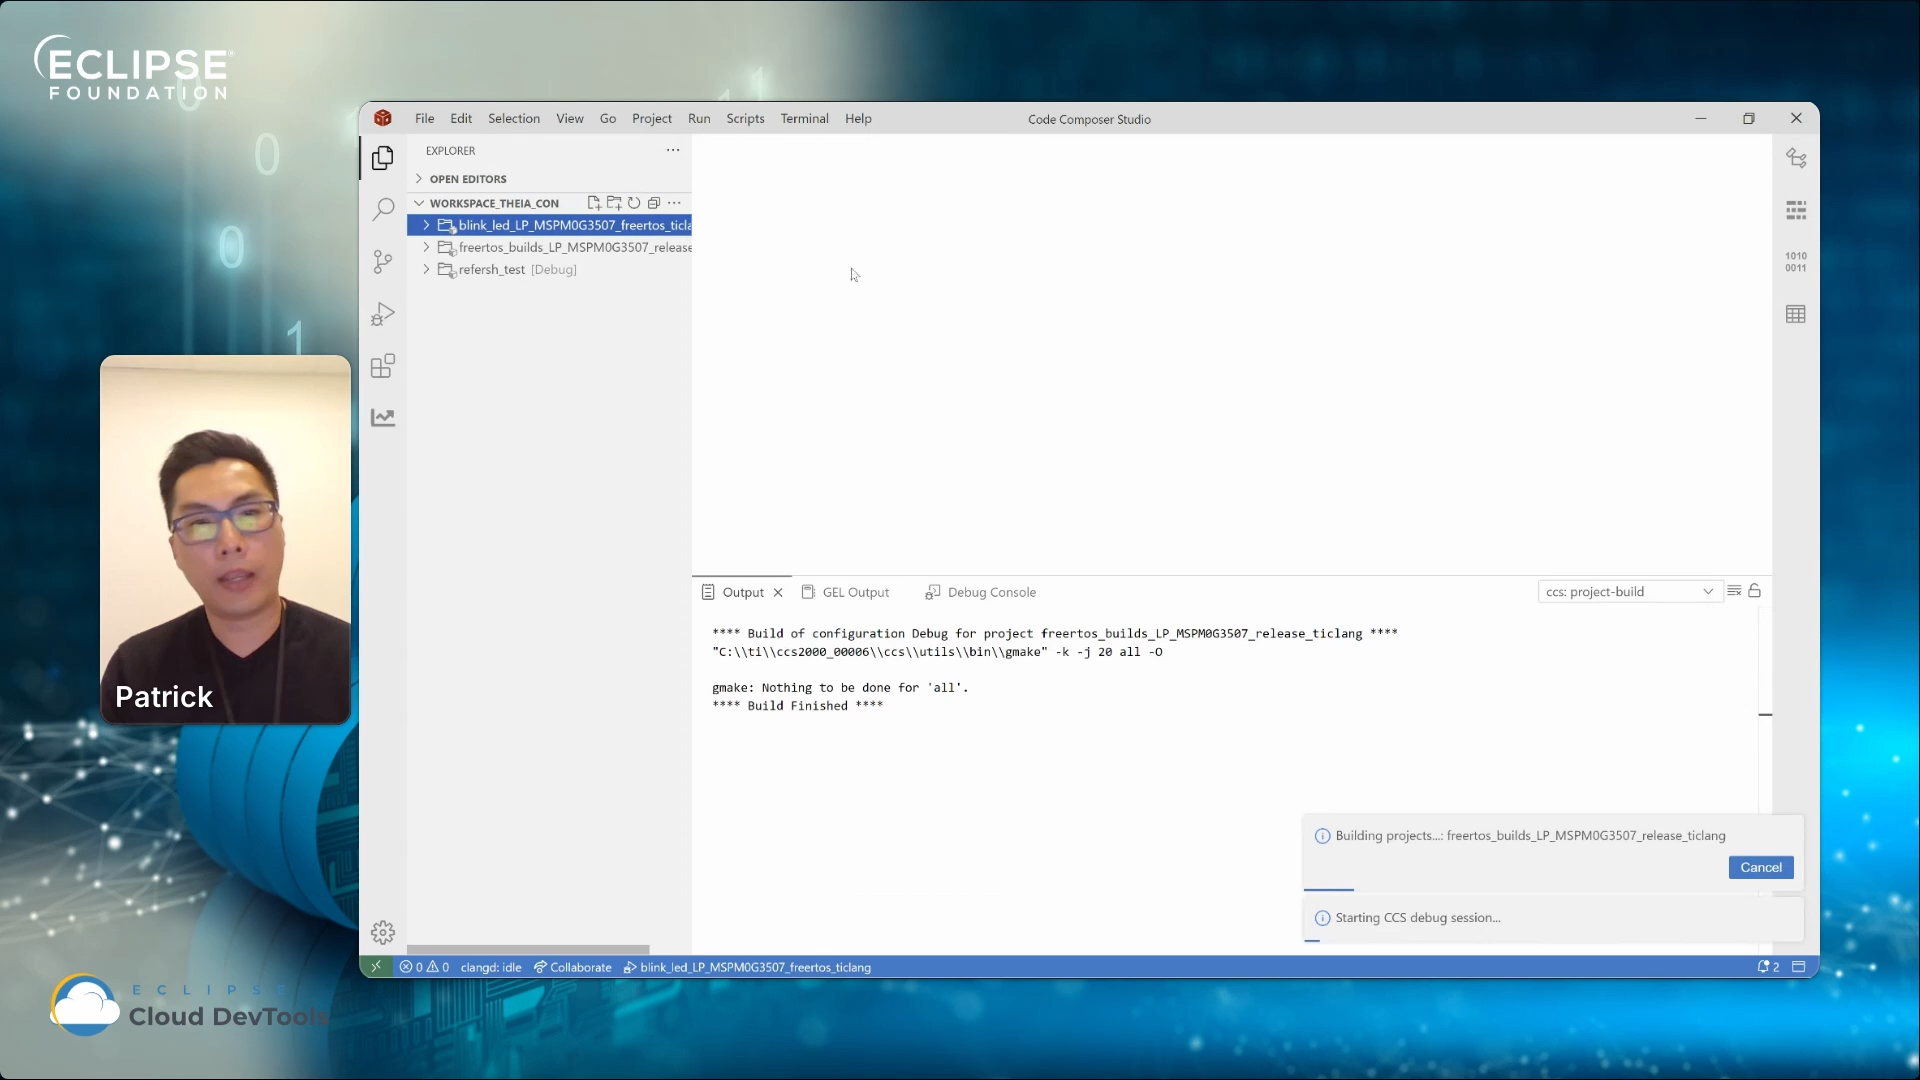 ECLIPSE
FOUNDATION
File Edit Selection View Go Project Run Scripts Terminal Help
Code Composer Studio
EXPLORER
OPEN EDITORS
WORKSPACE_THEIA_CON
blink_led_LP_MSPM0G3507_freertos_ticla
freertos_builds_LP_MSPM0G3507_release
refersh_test [Debug]
1010
0011
Patrick
Output GEL Output Debug Console
ccs: project-build
**** Build of configuration Debug for project freertos_builds_LP_MSPM0G3507_release_ticlang ****
"C:\\ti\\ccs2000_00006\\ccs\\utils\\bin\\gmake" -k -j 20 all -O
gmake: Nothing to be done for 'all'.
**** Build Finished ****
Building projects...: freertos_builds_LP_MSPM0G3507_release_ticlang
Cancel
Starting CCS debug session...
0 0 clangd: idle Collaborate blink_led_LP_MSPM0G3507_freertos_ticlang
2
ECLIPSE
Cloud DevTools